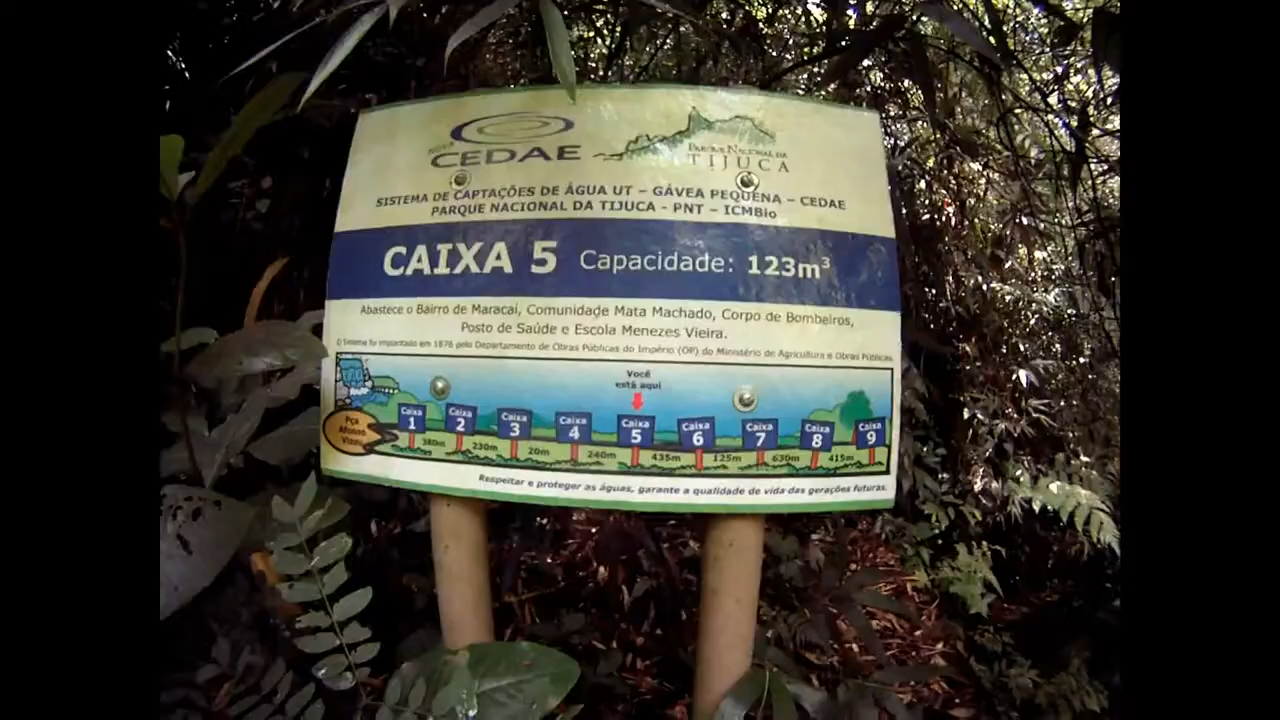 NOVA
CEDAE
PARQUE NACIONAL DA
TIJUCA
SISTEMA DE CAPTAÇÕES DE ÁGUA UT – GÁVEA PEQUENA – CEDAE
PARQUE NACIONAL DA TIJUCA - PNT – ICMBio
CAIXA 5 Capacidade: 123m³
Abastece o Bairro de Maracaí, Comunidade Mata Machado, Corpo de Bombeiros,
Posto de Saúde e Escola Menezes Vieira.
O Sistema foi implantado em 1876 pelo Departamento de Obras Públicas do Império (OP) do Ministério de Agricultura e Obras Públicas
Você
está aqui
Pça
Afonso
Vizeu
Caixa
1
Caixa
2
Caixa
3
Caixa
4
Caixa
5
Caixa
6
Caixa
7
Caixa
8
Caixa
9
380m 230m 20m 240m 435m 125m 630m 415m
Respeitar e proteger as águas, garante a qualidade de vida das gerações futuras.